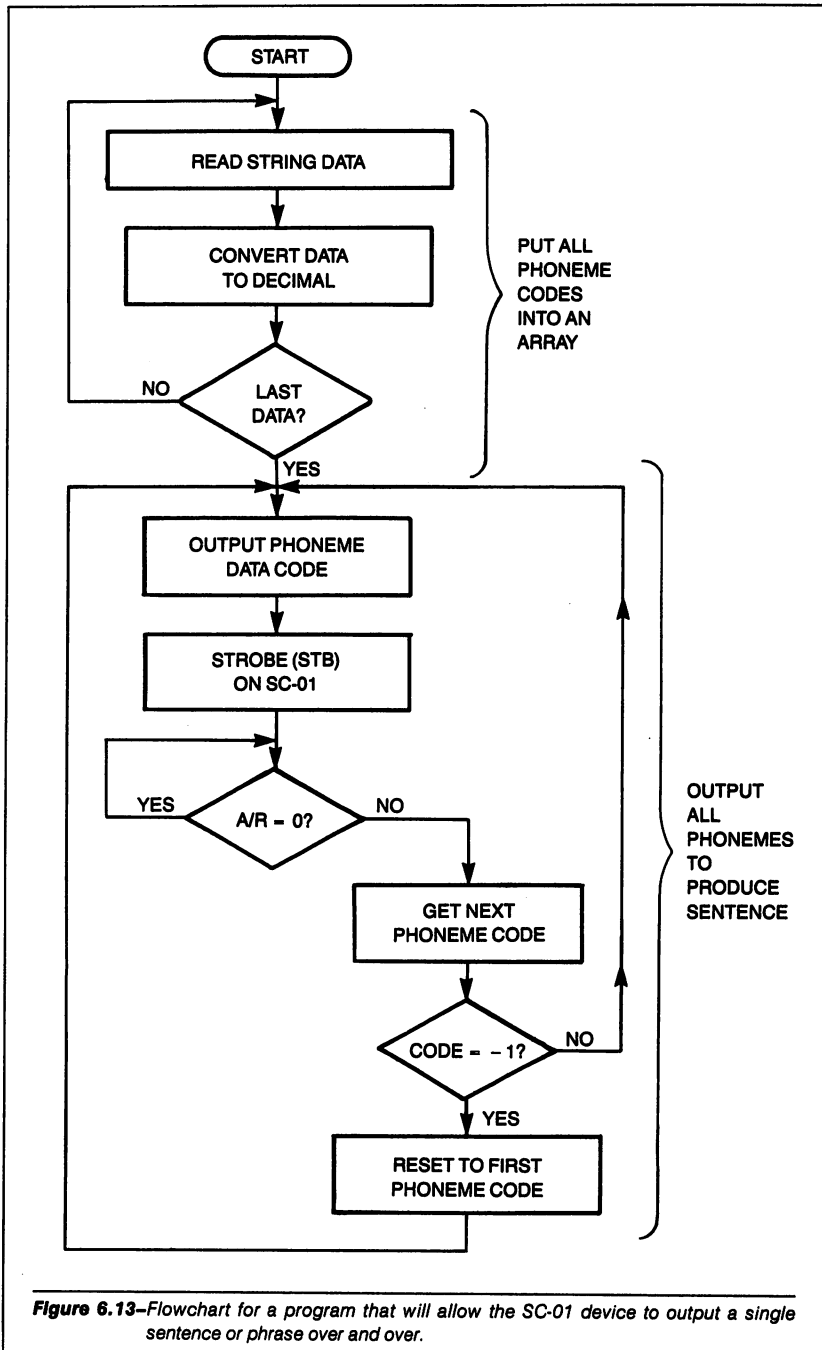 START
READ STRING DATA
CONVERT DATA
TO DECIMAL
NO
LAST
DATA?
YES
PUT ALL
PHONEME
CODES
INTO AN
ARRAY
OUTPUT PHONEME
DATA CODE
STROBE (STB)
ON SC-01
YES
A/R = 0?
NO
GET NEXT
PHONEME CODE
CODE = – 1?
NO
YES
RESET TO FIRST
PHONEME CODE
OUTPUT
ALL
PHONEMES
TO
PRODUCE
SENTENCE
Figure 6.13–Flowchart for a program that will allow the SC-01 device to output a single
sentence or phrase over and over.